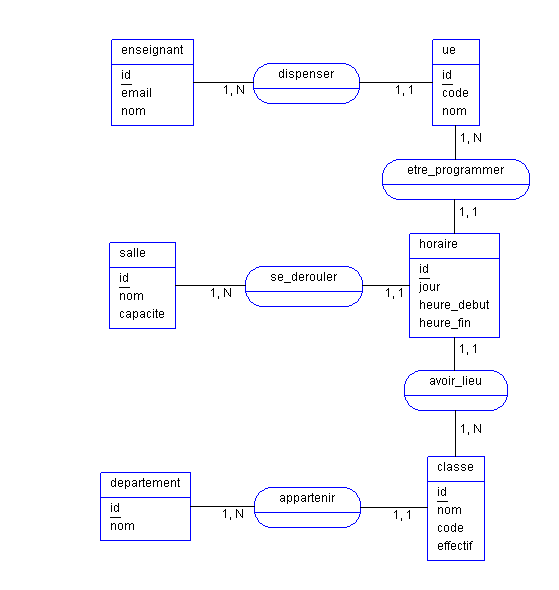 enseignant
id
email
nom
1, N
dispenser
1, 1
ue
id
code
nom
1, N
etre_programmer
1, 1
salle
id
nom
capacite
1, N
se_derouler
1, 1
horaire
id
jour
heure_debut
heure_fin
1, 1
avoir_lieu
1, N
departement
id
nom
1, N
appartenir
1, 1
classe
id
nom
code
effectif